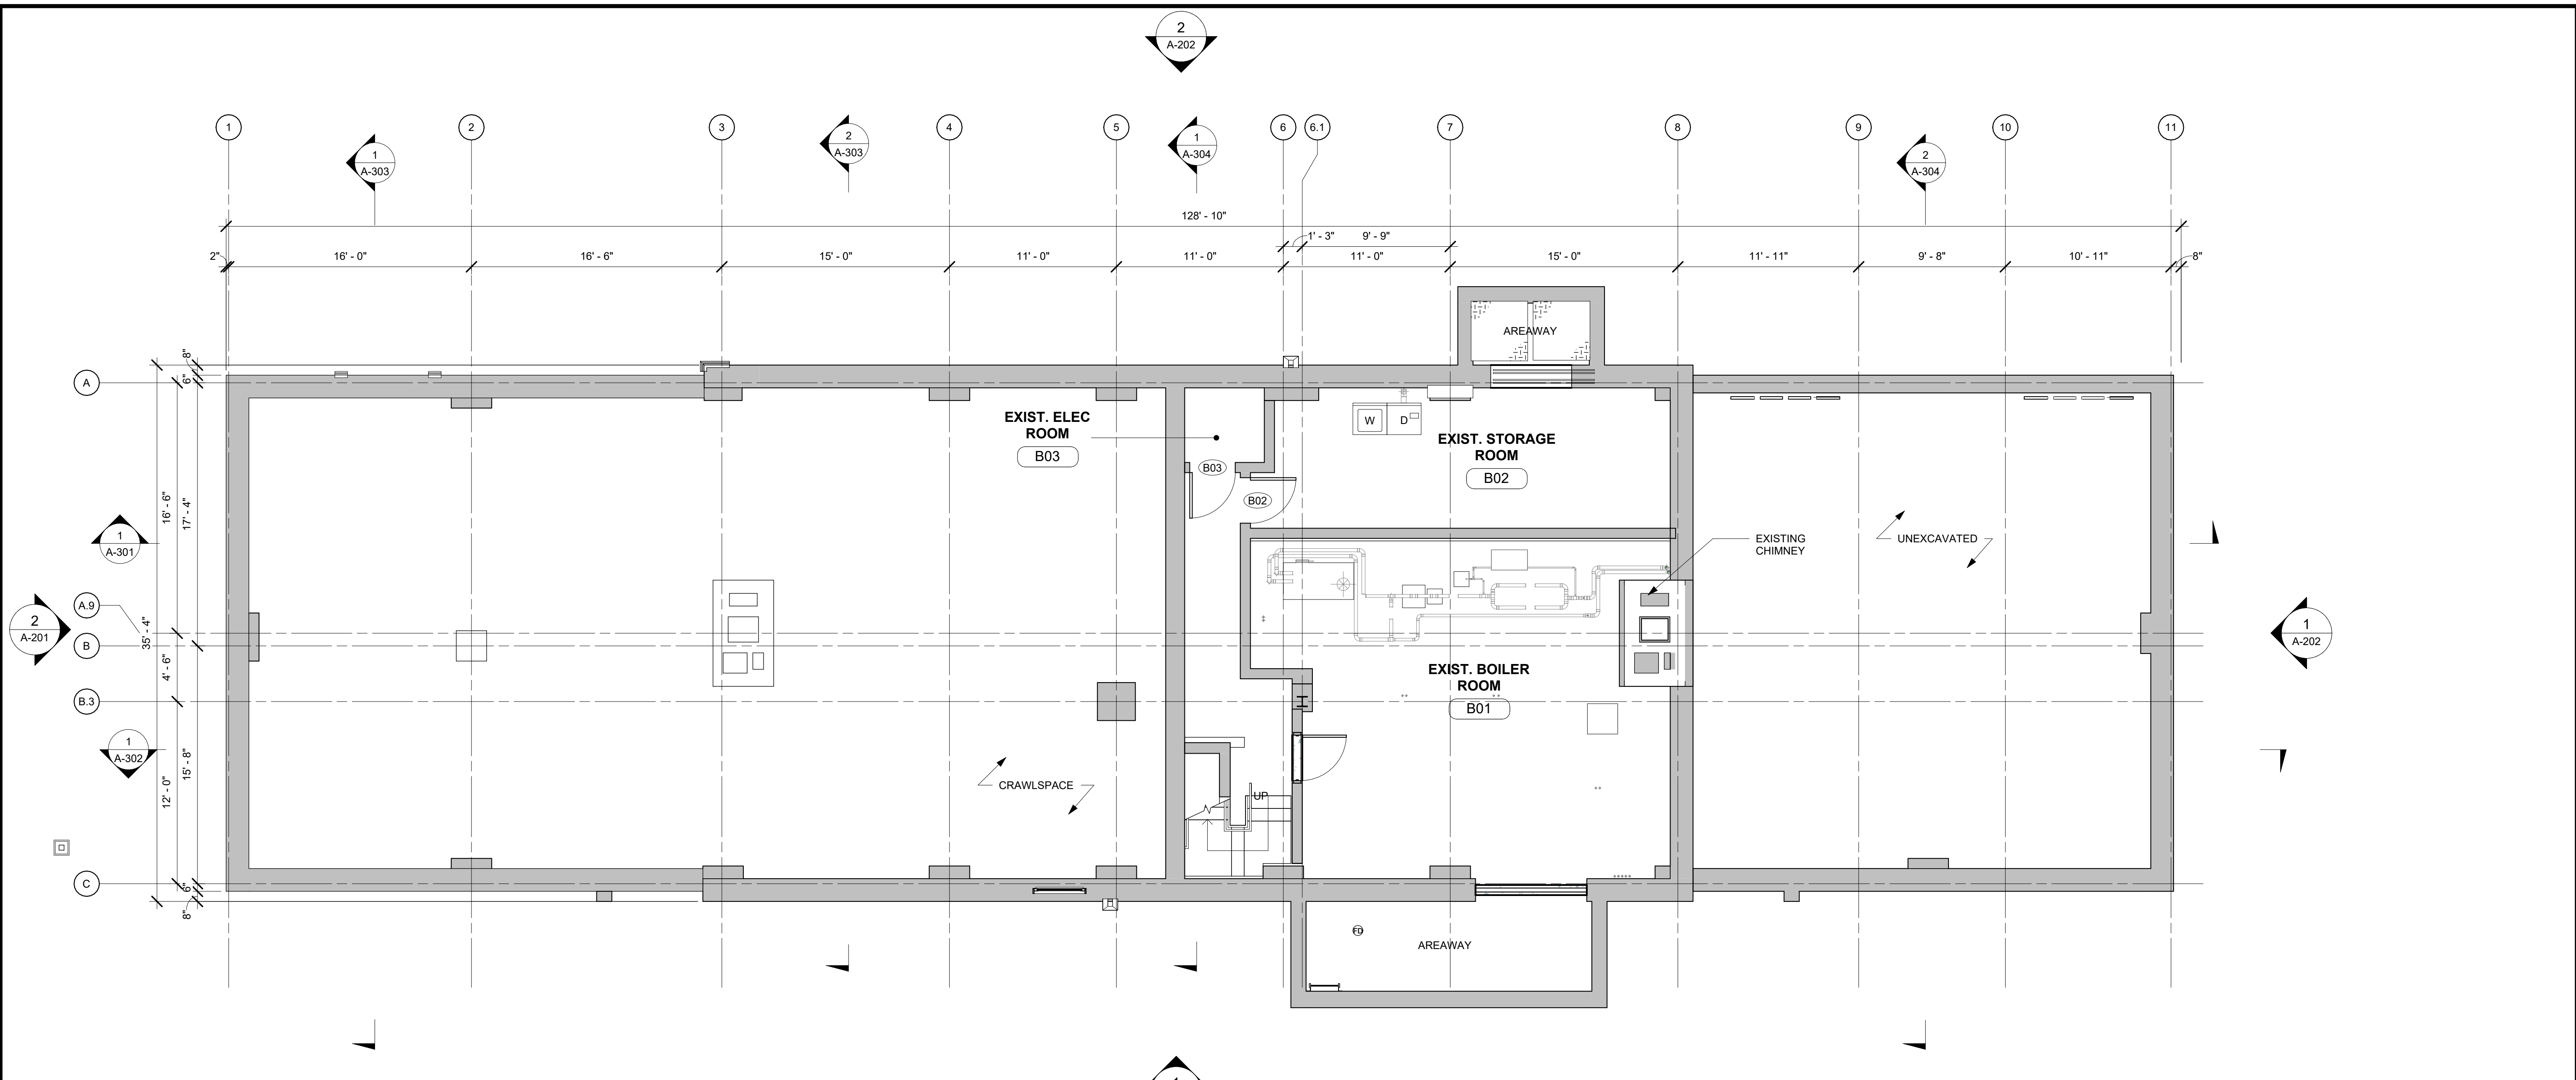 2
A-202
1
2
3
4
5
6
6.1
7
8
9
10
11
1
A-303
2
A-303
1
A-304
2
A-304
128' - 10"
1' - 3"
9' - 9"
2"
16' - 0"
16' - 6"
15' - 0"
11' - 0"
11' - 0"
11' - 0"
15' - 0"
11' - 11"
9' - 8"
10' - 11"
8"
AREAWAY
8"
6"
A
EXIST. ELEC
ROOM
B03
W
D
EXIST. STORAGE
ROOM
B02
B03
B02
16' - 6"
17' - 4"
1
A-301
EXISTING
CHIMNEY
UNEXCAVATED
A.9
2
A-201
35' - 4"
B
4' - 6"
B.3
1
A-202
EXIST. BOILER
ROOM
B01
1
A-302
15' - 8"
12' - 0"
CRAWLSPACE
UP
C
6"
8"
FD
AREAWAY